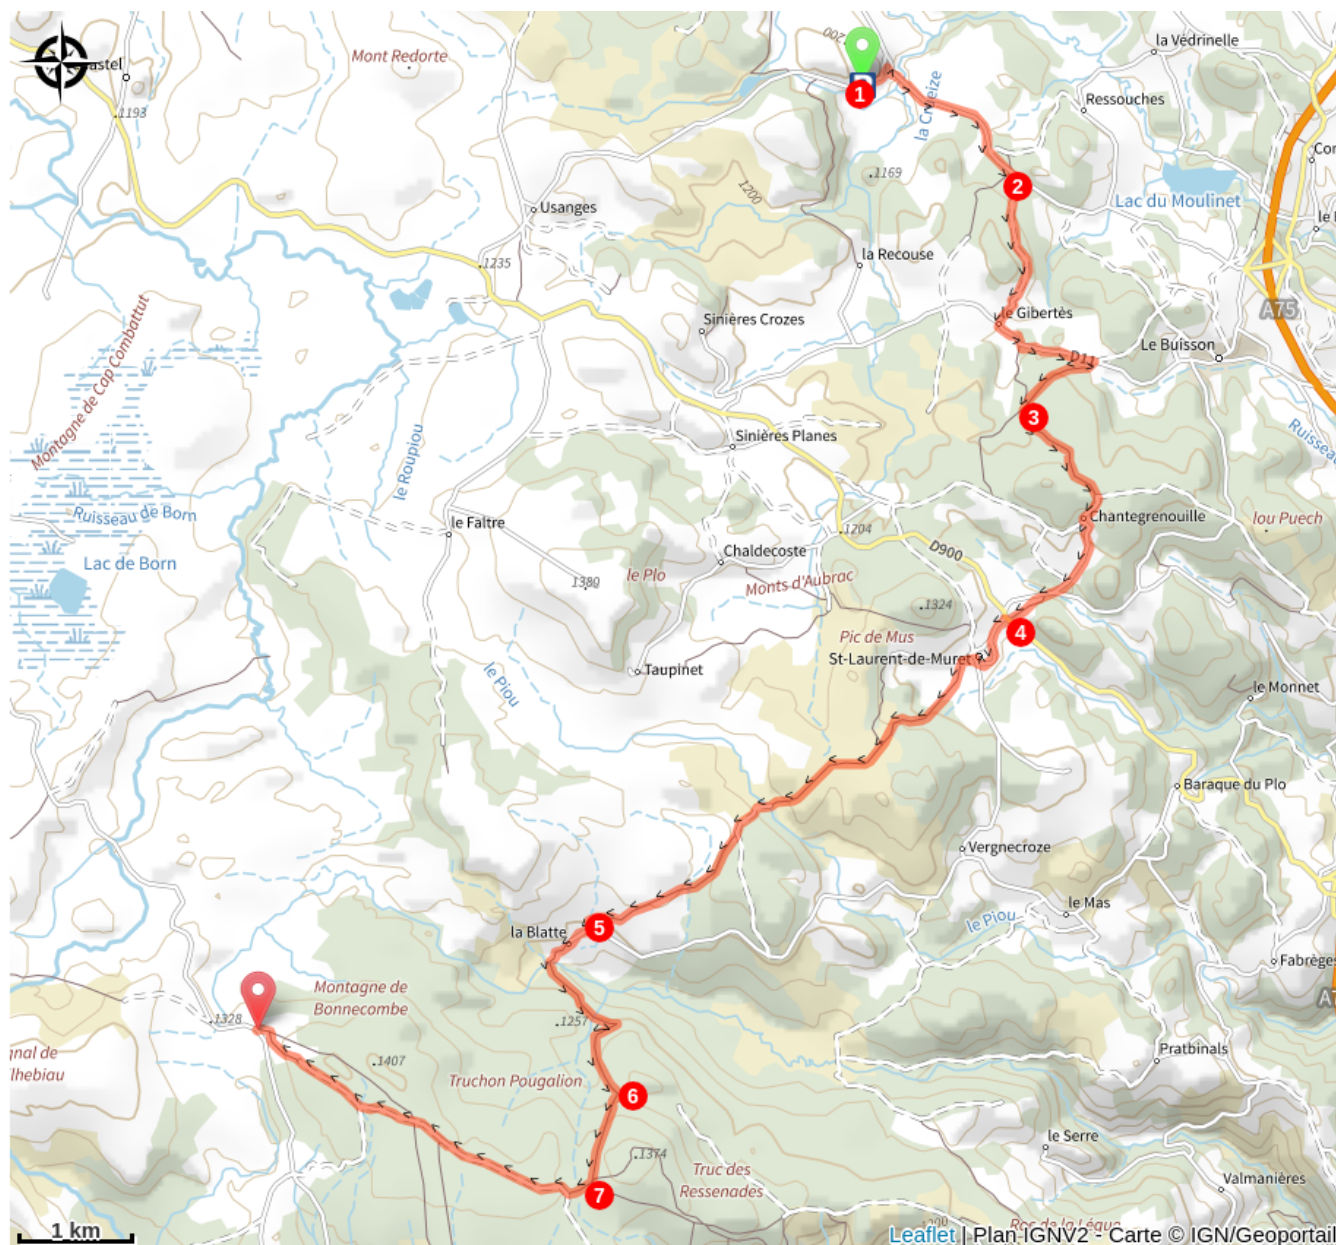 la Védrinelle
Mont Redorte
1193
Ressouches
la Crueize
1
1169
1200
2
Lac du Moulinet
Usanges
la Recouse
1235
Montagne de Cap Combattut
A75
Sinières Crozes
le Gibertès
Le Buisson
D11
3
Sinières Planes
le Roupiou
Ruisseau de Born
le Faltre
Chantegrenouille
lou Puech
1204
D900
Chaldecoste
Lac de Born
1380
le Plo
Monts d'Aubrac
1324
4
Pic de Mus
St-Laurent-de-Muret
Taupinet
le Piou
le Monnet
Baraque du Plo
Vergnecroze
le Mas
le Piou
5
la Blatte
Fabrèges
Montagne de
Bonnecombe
1328
1257
1407
Pratbinals
Truchon Pougalion
6
le Serre
1374
Truc des
Ressenades
Valmanières
7
1 km
Leaflet | Plan IGNV2 - Carte © IGN/Geoportail